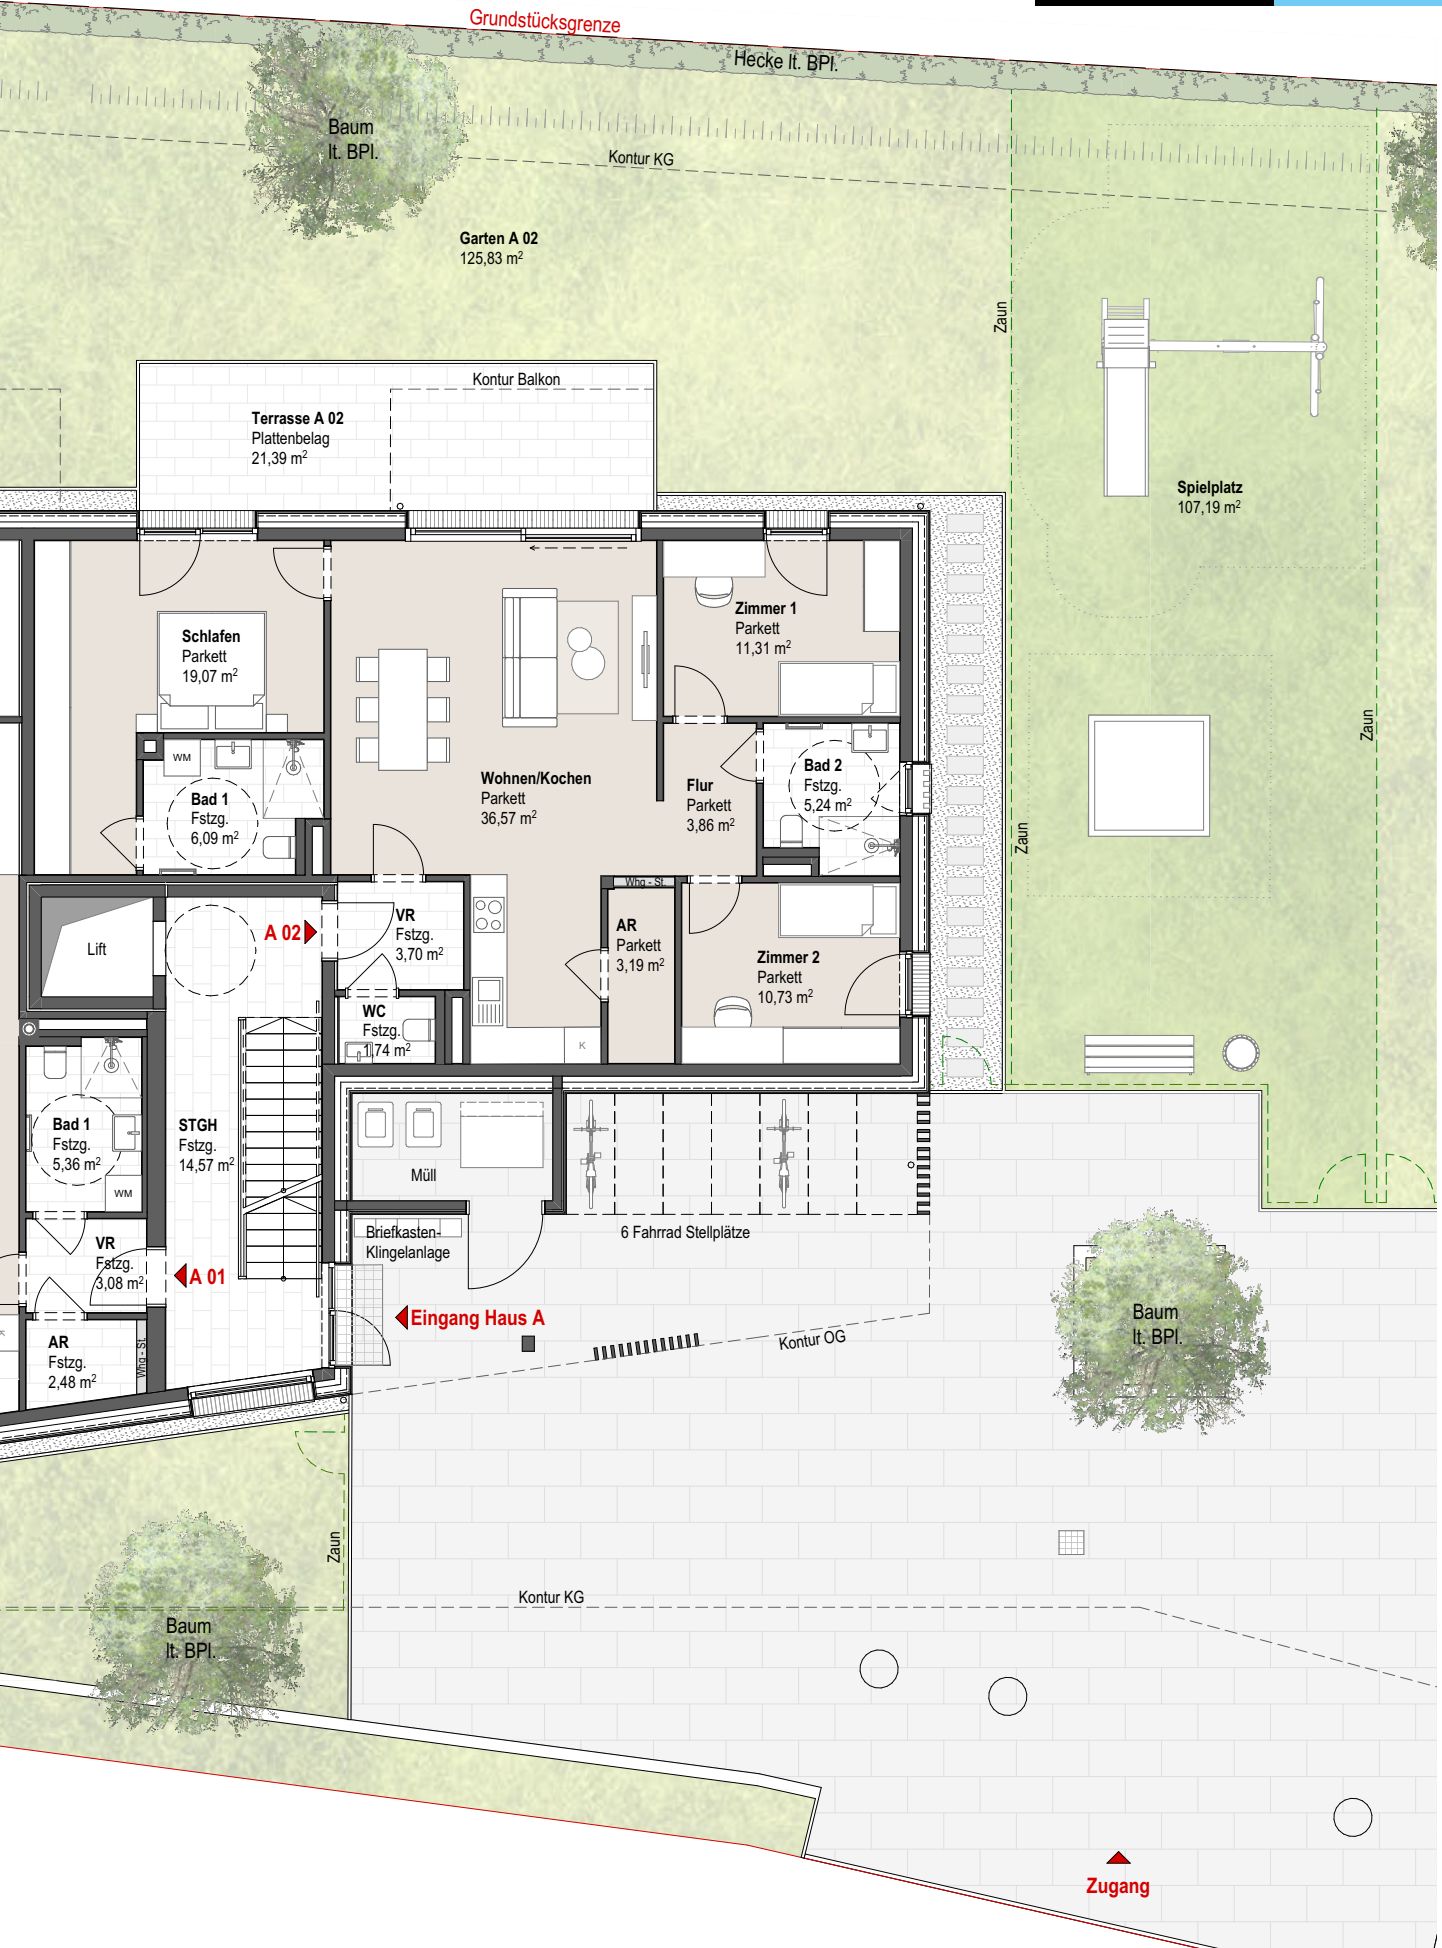 Grundstücksgrenze
Hecke lt. BPl.
Baum
lt. BPl.
Kontur KG
Garten A 02
125,83 m²
Zaun
Kontur Balkon
Terrasse A 02
Plattenbelag
21,39 m²
Spielplatz
107,19 m²
Schlafen
Parkett
19,07 m²
Zimmer 1
Parkett
11,31 m²
Zaun
WM
Bad 1
Fstzg.
6,09 m²
Wohnen/Kochen
Parkett
36,57 m²
Flur
Parkett
3,86 m²
Bad 2
Fstzg.
5,24 m²
Zaun
Whg - St.
Lift
A 02
VR
Fstzg.
3,70 m²
AR
Parkett
3,19 m²
Zimmer 2
Parkett
10,73 m²
WC
Fstzg.
1,74 m²
K
Bad 1
Fstzg.
5,36 m²
WM
STGH
Fstzg.
14,57 m²
Müll
Briefkasten-
Klingelanlage
6 Fahrrad Stellplätze
VR
Fstzg.
3,08 m²
A 01
Eingang Haus A
Kontur OG
Baum
lt. BPl.
K
AR
Fstzg.
2,48 m²
Whg - St.
Zaun
Kontur KG
Baum
lt. BPl.
Zugang